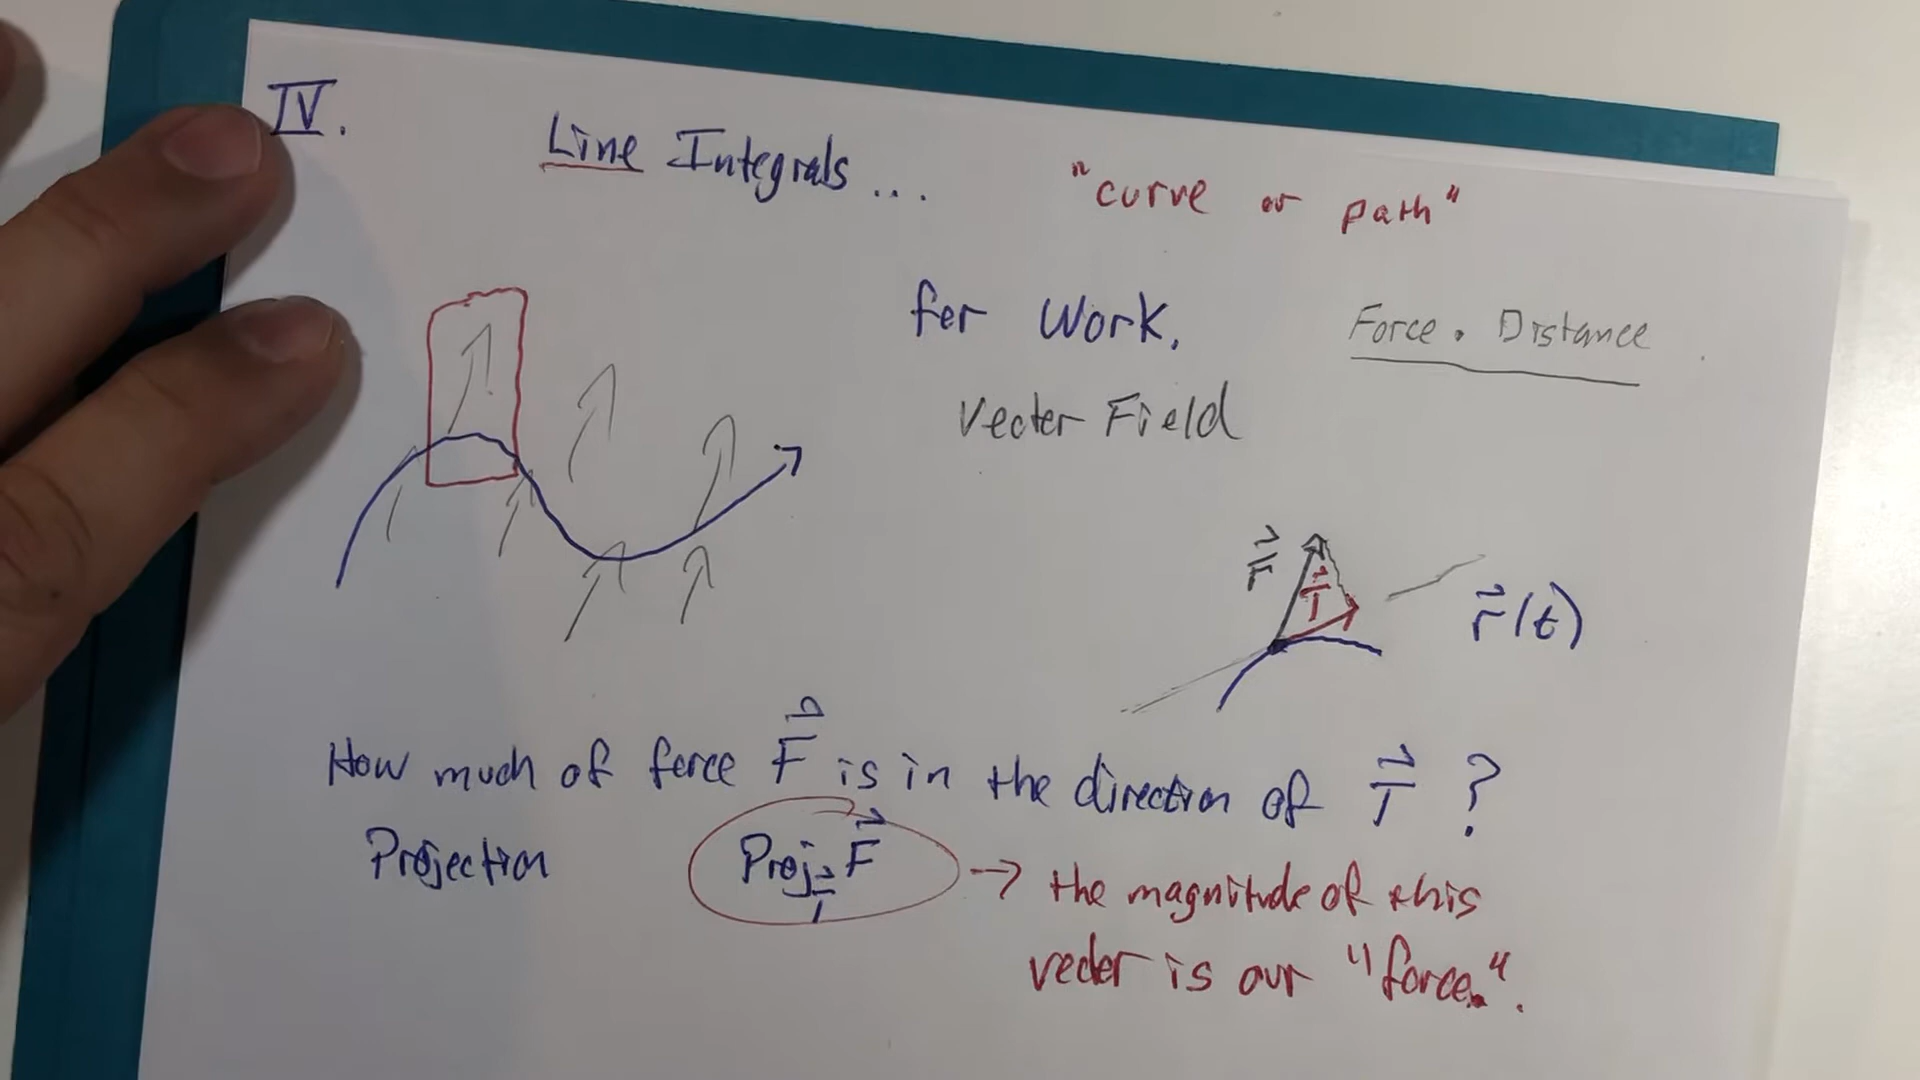 IV.
Line Integrals...
"curve or path"
for Work.
Force · Distance
Vector Field
F⃗
T⃗
r⃗(t)
How much of force F⃗ is in the direction of T⃗ ?
Projection
Proj_T⃗ F⃗ → the magnitude of this
vector is our "force".